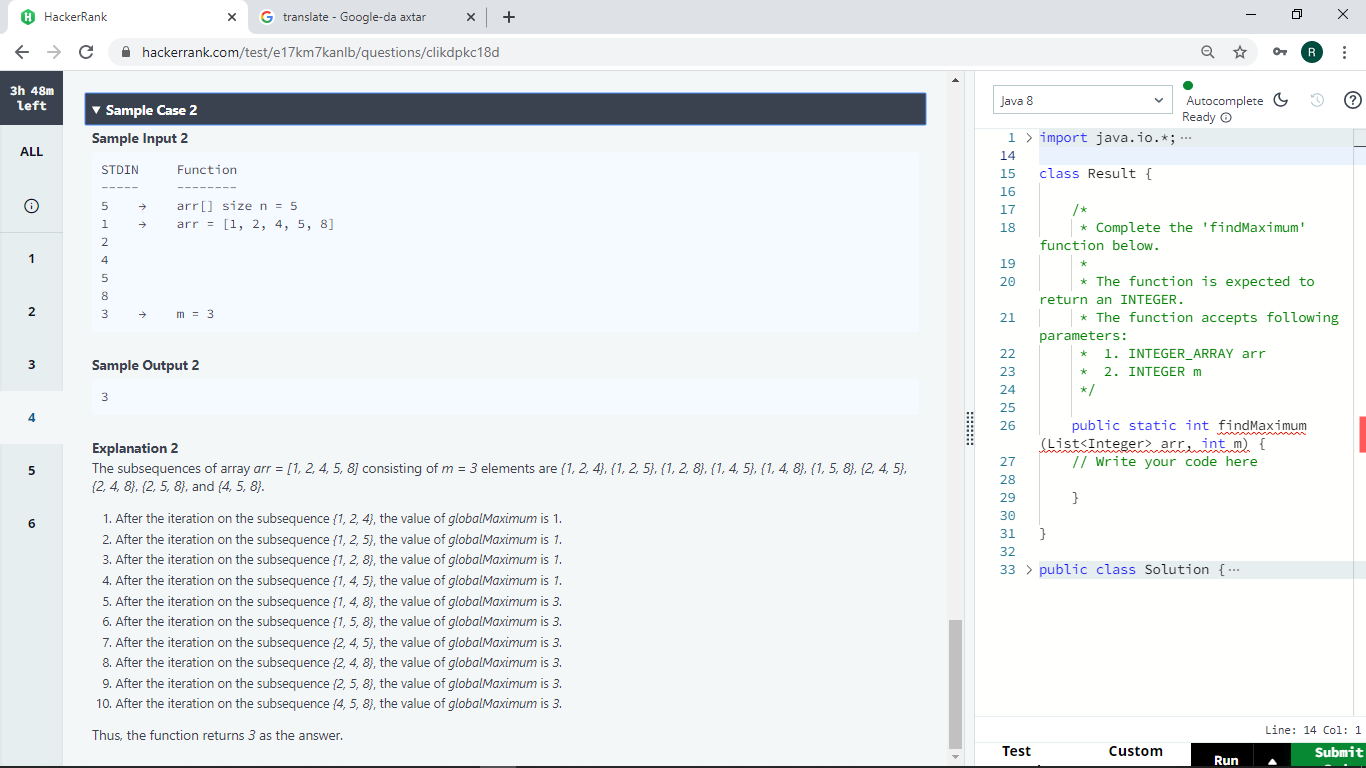 HackerRank
translate - Google-da axtar
hackerrank.com/test/e17km7kanlb/questions/clikdpkc18d
R
3h 48m
left
ALL
1
2
3
4
5
6
▼ Sample Case 2
Sample Input 2
STDIN Function
----- --------
5 → arr[] size n = 5
1 → arr = [1, 2, 4, 5, 8]
2
4
5
8
3 → m = 3
Sample Output 2
3
Explanation 2
The subsequences of array arr = [1, 2, 4, 5, 8] consisting of m = 3 elements are {1, 2, 4}, {1, 2, 5}, {1, 2, 8}, {1, 4, 5}, {1, 4, 8}, {1, 5, 8}, {2, 4, 5},
{2, 4, 8}, {2, 5, 8}, and {4, 5, 8}.
1. After the iteration on the subsequence {1, 2, 4}, the value of globalMaximum is 1.
2. After the iteration on the subsequence {1, 2, 5}, the value of globalMaximum is 1.
3. After the iteration on the subsequence {1, 2, 8}, the value of globalMaximum is 1.
4. After the iteration on the subsequence {1, 4, 5}, the value of globalMaximum is 1.
5. After the iteration on the subsequence {1, 4, 8}, the value of globalMaximum is 3.
6. After the iteration on the subsequence {1, 5, 8}, the value of globalMaximum is 3.
7. After the iteration on the subsequence {2, 4, 5}, the value of globalMaximum is 3.
8. After the iteration on the subsequence {2, 4, 8}, the value of globalMaximum is 3.
9. After the iteration on the subsequence {2, 5, 8}, the value of globalMaximum is 3.
10. After the iteration on the subsequence {4, 5, 8}, the value of globalMaximum is 3.
Thus, the function returns 3 as the answer.
Java 8
Autocomplete
Ready
1 > import java.io.*; ···
14
15 class Result {
16
17 /*
18 * Complete the 'findMaximum'
function below.
19 *
20 * The function is expected to
return an INTEGER.
21 * The function accepts following
parameters:
22 * 1. INTEGER_ARRAY arr
23 * 2. INTEGER m
24 */
25
26 public static int findMaximum
(List<Integer> arr, int m) {
27 // Write your code here
28
29 }
30
31 }
32
33 > public class Solution { ···
Line: 14 Col: 1
Test
Custom
Run
Submit